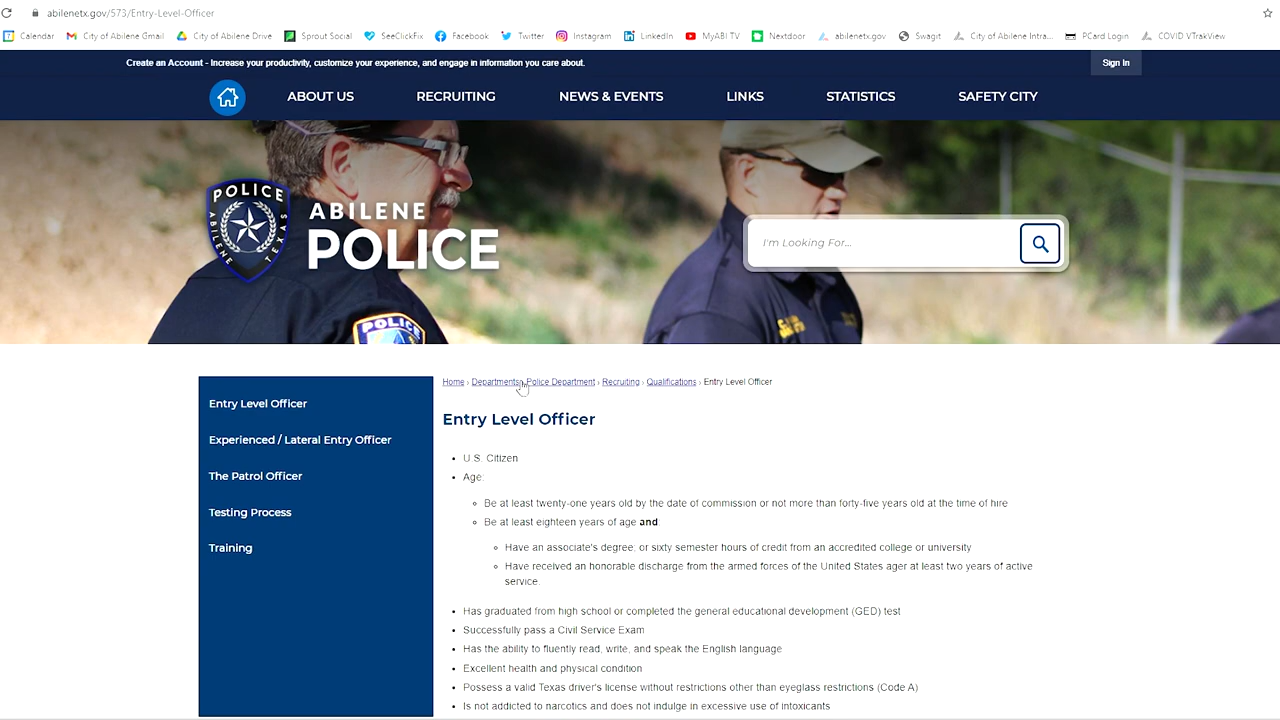 abilenetx.gov/573/Entry-Level-Officer
Calendar City of Abilene Gmail City of Abilene Drive Sprout Social SeeClickFix Facebook Twitter Instagram LinkedIn MyABI TV Nextdoor abilenetx.gov Swagit City of Abilene Intra... PCard Login COVID VTrakView
Create an Account - Increase your productivity, customize your experience, and engage in information you care about. Sign In
ABOUT US RECRUITING NEWS & EVENTS LINKS STATISTICS SAFETY CITY
POLICE
ABILENE TEXAS
ABILENE
POLICE
I'm Looking For...
POLICE
Home › Departments › Police Department › Recruiting › Qualifications › Entry Level Officer
Entry Level Officer
Experienced / Lateral Entry Officer
The Patrol Officer
Testing Process
Training
Entry Level Officer
U.S. Citizen
Age:
Be at least twenty-one years old by the date of commission or not more than forty-five years old at the time of hire
Be at least eighteen years of age and
Have an associate's degree; or sixty semester hours of credit from an accredited college or university
Have received an honorable discharge from the armed forces of the United States ager at least two years of active
service.
Has graduated from high school or completed the general educational development (GED) test
Successfully pass a Civil Service Exam
Has the ability to fluently read, write, and speak the English language
Excellent health and physical condition
Possess a valid Texas driver's license without restrictions other than eyeglass restrictions (Code A)
Is not addicted to narcotics and does not indulge in excessive use of intoxicants